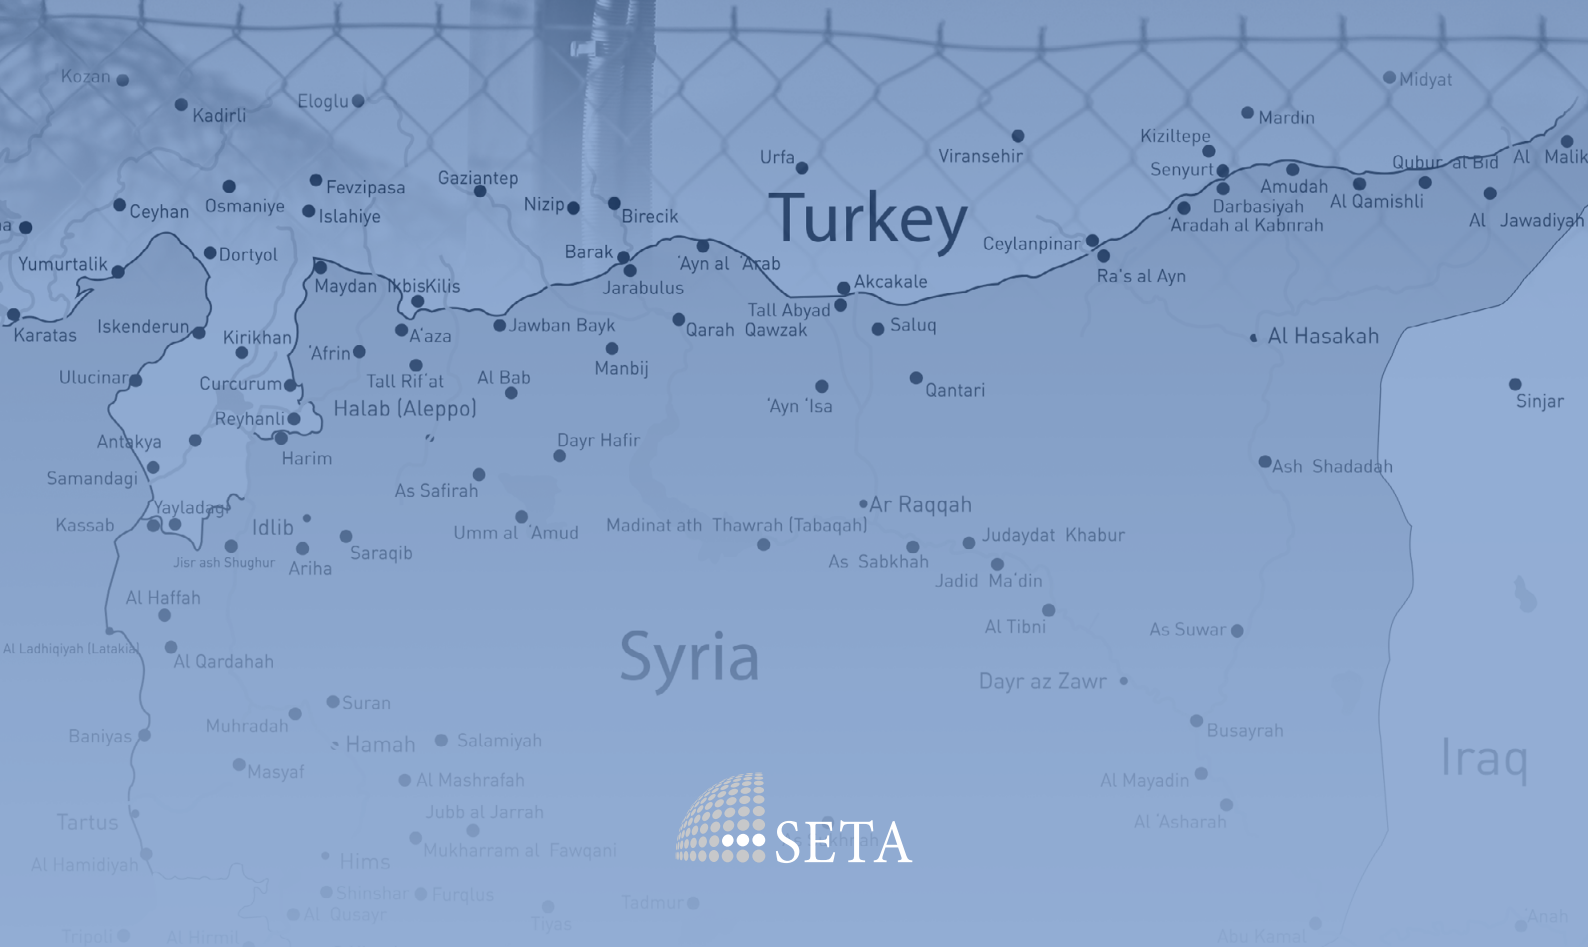 Kozan
Kadirli
Eloglu
Midyat
Mardin
Kiziltepe
Urfa
Viransehir
Senyurt
Qubur al Bid
Al Malik
Fevzipasa
Gaziantep
Amudah
Al Qamishli
Osmaniye
Ceyhan
Islahiye
Nizip
Birecik
Turkey
Darbasiyah
'Aradah al Kabnrah
Al Jawadiyah
Ceylanpinar
Dortyol
Barak
'Ayn al 'Arab
Yumurtalik
Ra's al Ayn
Maydan Ikbis
Kilis
Jarabulus
Akcakale
Tall Abyad
Karatas
Iskenderun
Kirikhan
A'aza
Jawban Bayk
Qarah Qawzak
Saluq
Al Hasakah
'Afrin
Manbij
Ulucinar
Curcurum
Tall Rif'at
Al Bab
Qantari
'Ayn 'Isa
Sinjar
Halab (Aleppo)
Reyhanli
Antakya
Dayr Hafir
Harim
Ash Shadadah
Samandagi
As Safirah
Yayladagi
Ar Raqqah
Kassab
Idlib
Madinat ath Thawrah (Tabaqah)
Umm al 'Amud
Judaydat Khabur
Saraqib
Jisr ash Shughur
Ariha
As Sabkhah
Jadid Ma'din
Al Haffah
Al Tibni
As Suwar
Al Ladhiqiyah (Latakia)
Al Qardahah
Syria
Dayr az Zawr
Suran
Muhradah
Busayrah
Baniyas
Hamah
Salamiyah
Iraq
Masyaf
Al Mashrafah
Al Mayadin
Jubb al Jarrah
Tartus
Al 'Asharah
SETA
Mukharram al Fawqani
Al Hamidiyah
Hims
Shinshar
Furqlus
Tadmur
Al Qusayr
Tiyas
'Anah
Tripoli
Al Hirmil
Abu Kamal